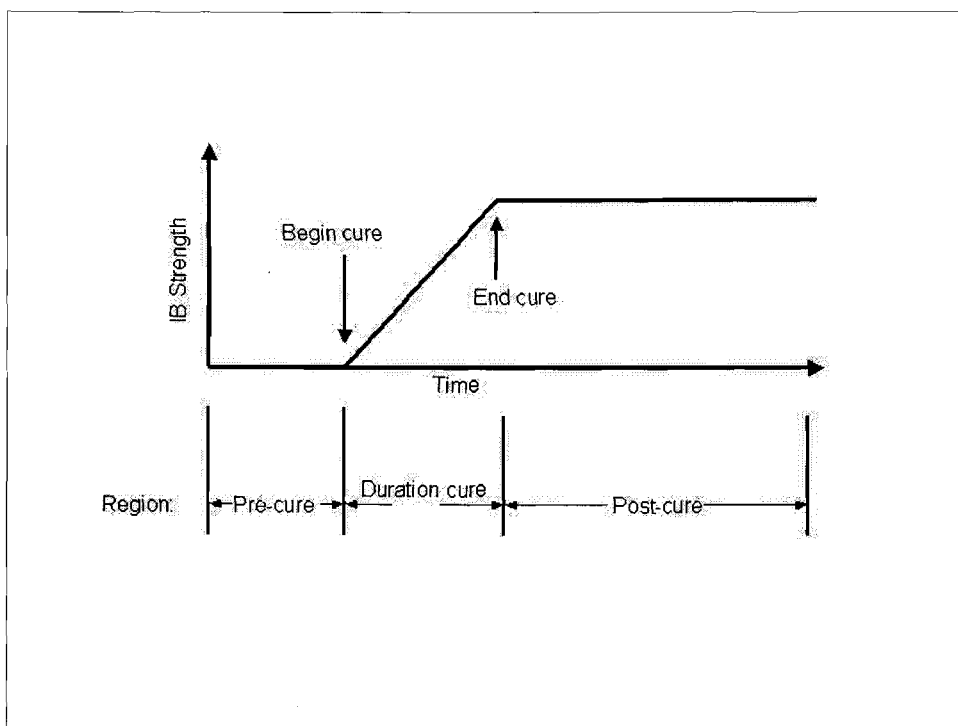 Begin cure
IB Strength
End cure
Time
Region:
Pre-cure
Duration cure
Post-cure